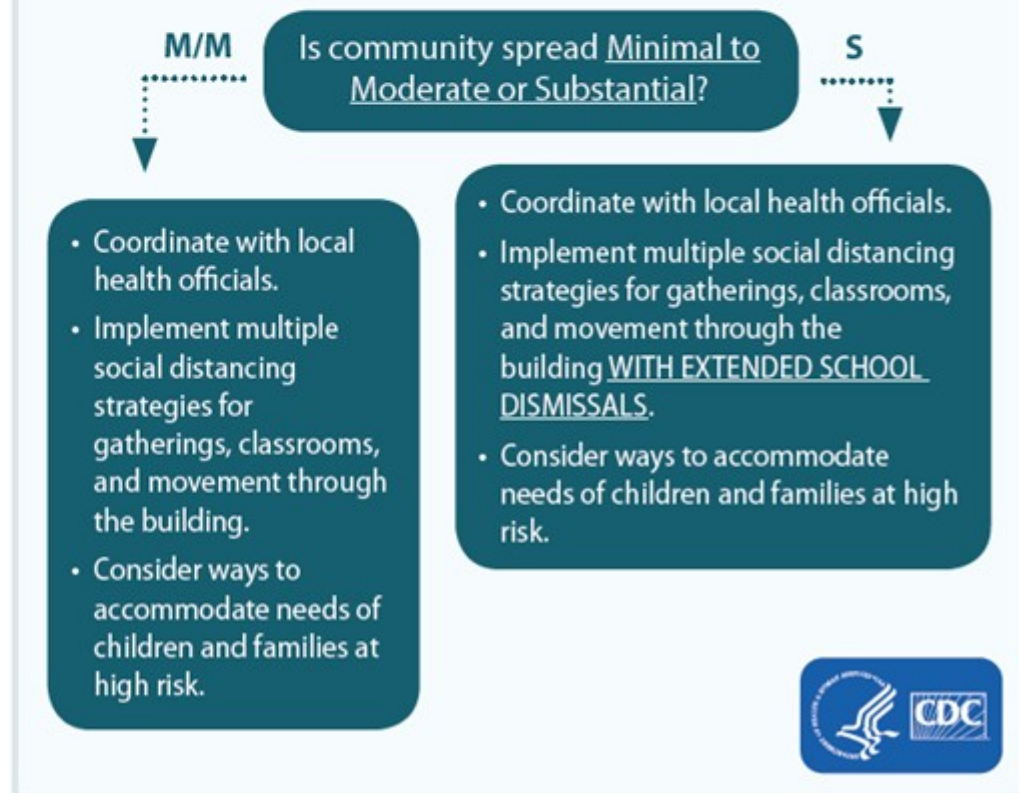 M/M
Is community spread Minimal to
Moderate or Substantial?
S
• Coordinate with local
health officials.
• Implement multiple
social distancing
strategies for
gatherings, classrooms,
and movement through
the building.
• Consider ways to
accommodate needs of
children and families at
high risk.
• Coordinate with local health officials.
• Implement multiple social distancing
strategies for gatherings, classrooms,
and movement through the
building WITH EXTENDED SCHOOL
DISMISSALS.
• Consider ways to accommodate
needs of children and families at high
risk.
CDC